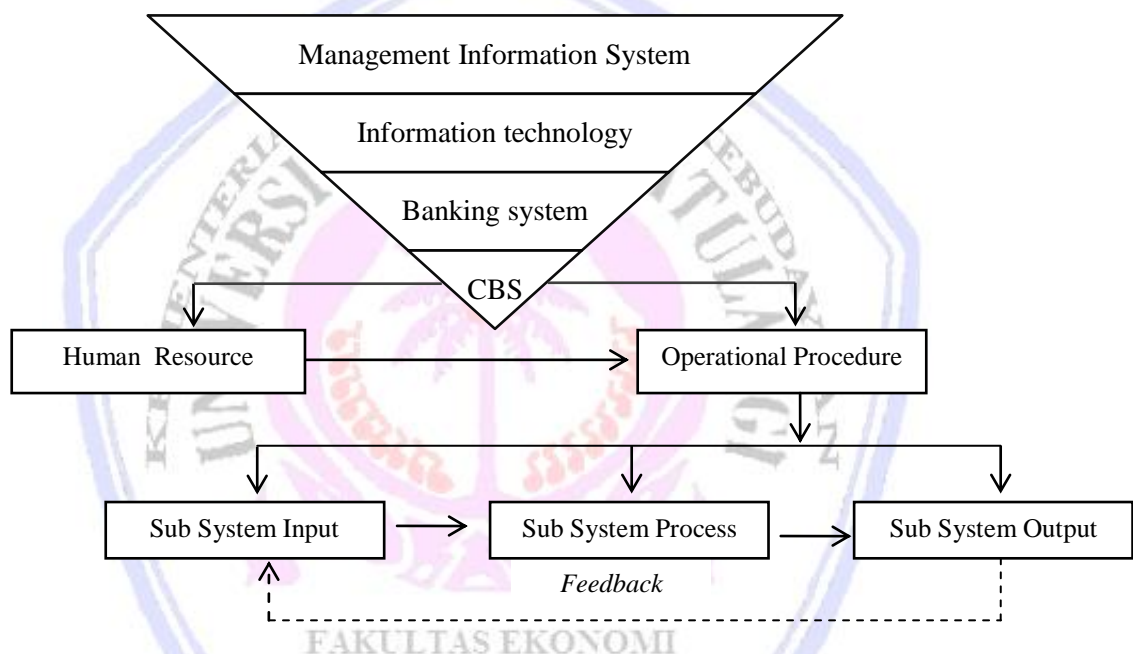 Management Information System
Information technology
Banking system
CBS
Human Resource
Operational Procedure
Sub System Input
Sub System Process
Sub System Output
Feedback
FAKULTAS EKONOMI